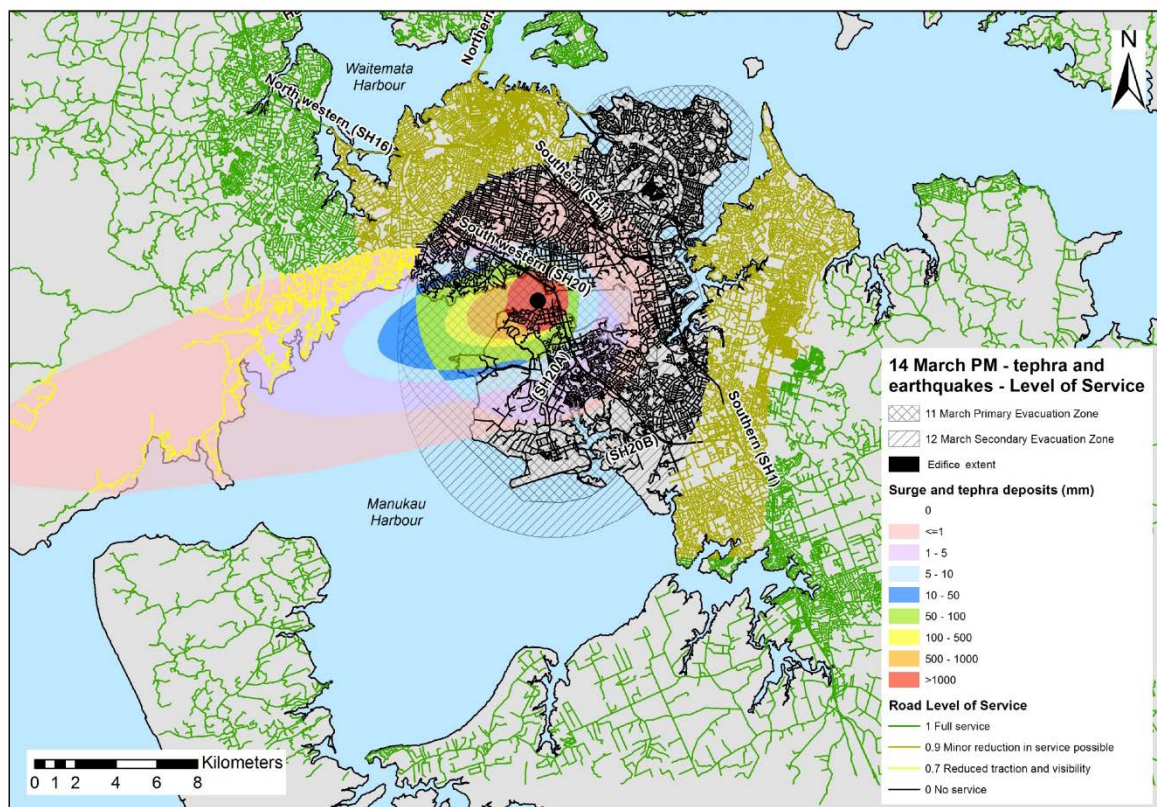 Waitemata
Harbour
Northern
North western (SH16)
Southern (SH1)
South western (SH20)
(SH20A)
(SH20B)
Southern (SH1)
Manukau
Harbour
N
14 March PM - tephra and
earthquakes - Level of Service
11 March Primary Evacuation Zone
12 March Secondary Evacuation Zone
Edifice extent
Surge and tephra deposits (mm)
0
<=1
1 - 5
5 - 10
10 - 50
50 - 100
100 - 500
500 - 1000
>1000
Road Level of Service
1 Full service
0.9 Minor reduction in service possible
0.7 Reduced traction and visibility
0 No service
Kilometers
0 1 2 4 6 8